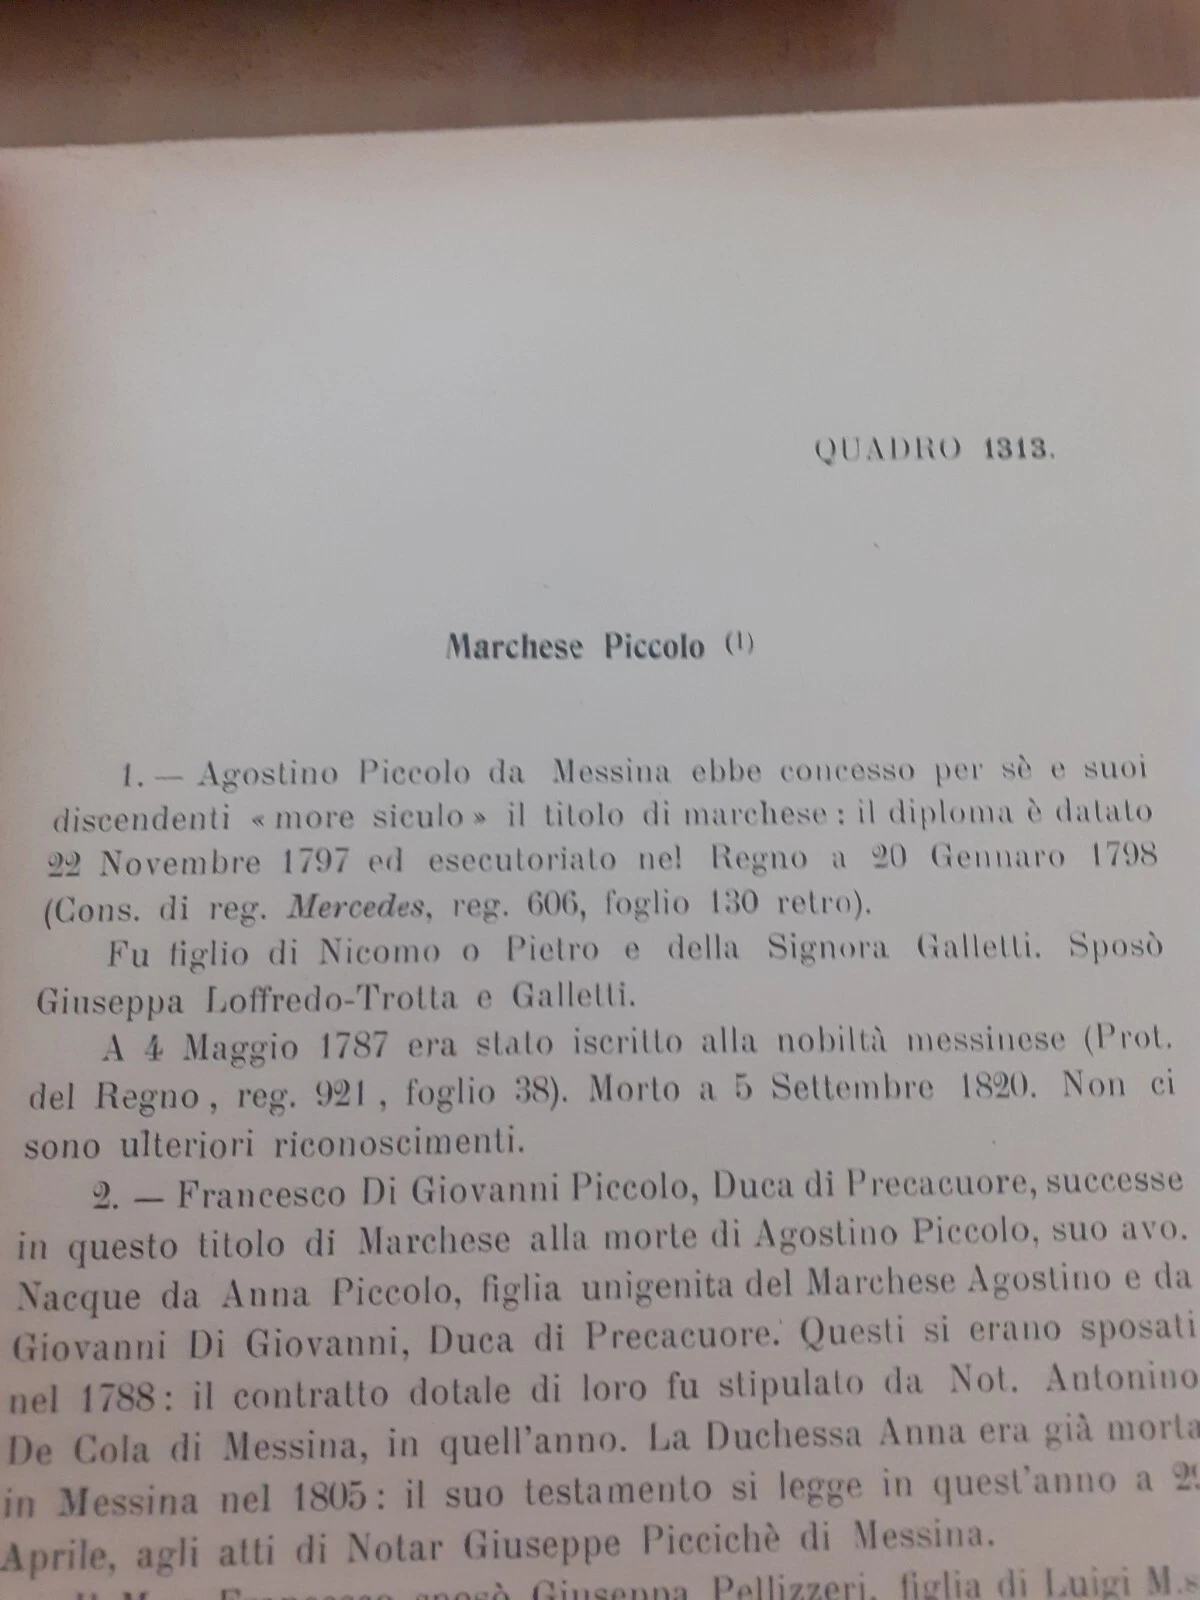 QUADRO 1313.
Marchese Piccolo (1)
1. — Agostino Piccolo da Messina ebbe concesso per sè e suoi
discendenti « more siculo » il titolo di marchese : il diploma è datato
22 Novembre 1797 ed esecutoriato nel Regno a 20 Gennaro 1798
(Cons. di reg. Mercedes, reg. 606, foglio 130 retro).
Fu figlio di Nicomo o Pietro e della Signora Galletti. Sposò
Giuseppa Loffredo-Trotta e Galletti.
A 4 Maggio 1787 era stato iscritto alla nobiltà messinese (Prot.
del Regno , reg. 921 , foglio 38). Morto a 5 Settembre 1820. Non ci
sono ulteriori riconoscimenti.
2. — Francesco Di Giovanni Piccolo, Duca di Precacuore, successe
in questo titolo di Marchese alla morte di Agostino Piccolo, suo avo.
Nacque da Anna Piccolo, figlia unigenita del Marchese Agostino e da
Giovanni Di Giovanni, Duca di Precacuore. Questi si erano sposati
nel 1788 : il contratto dotale di loro fu stipulato da Not. Antonino
De Cola di Messina, in quell'anno. La Duchessa Anna era già morta
in Messina nel 1805 : il suo testamento si legge in quest'anno a
Aprile, agli atti di Notar Giuseppe Piccichè di Messina.
Francesco sposò Giuseppa Pellizzeri, figlia di Luigi